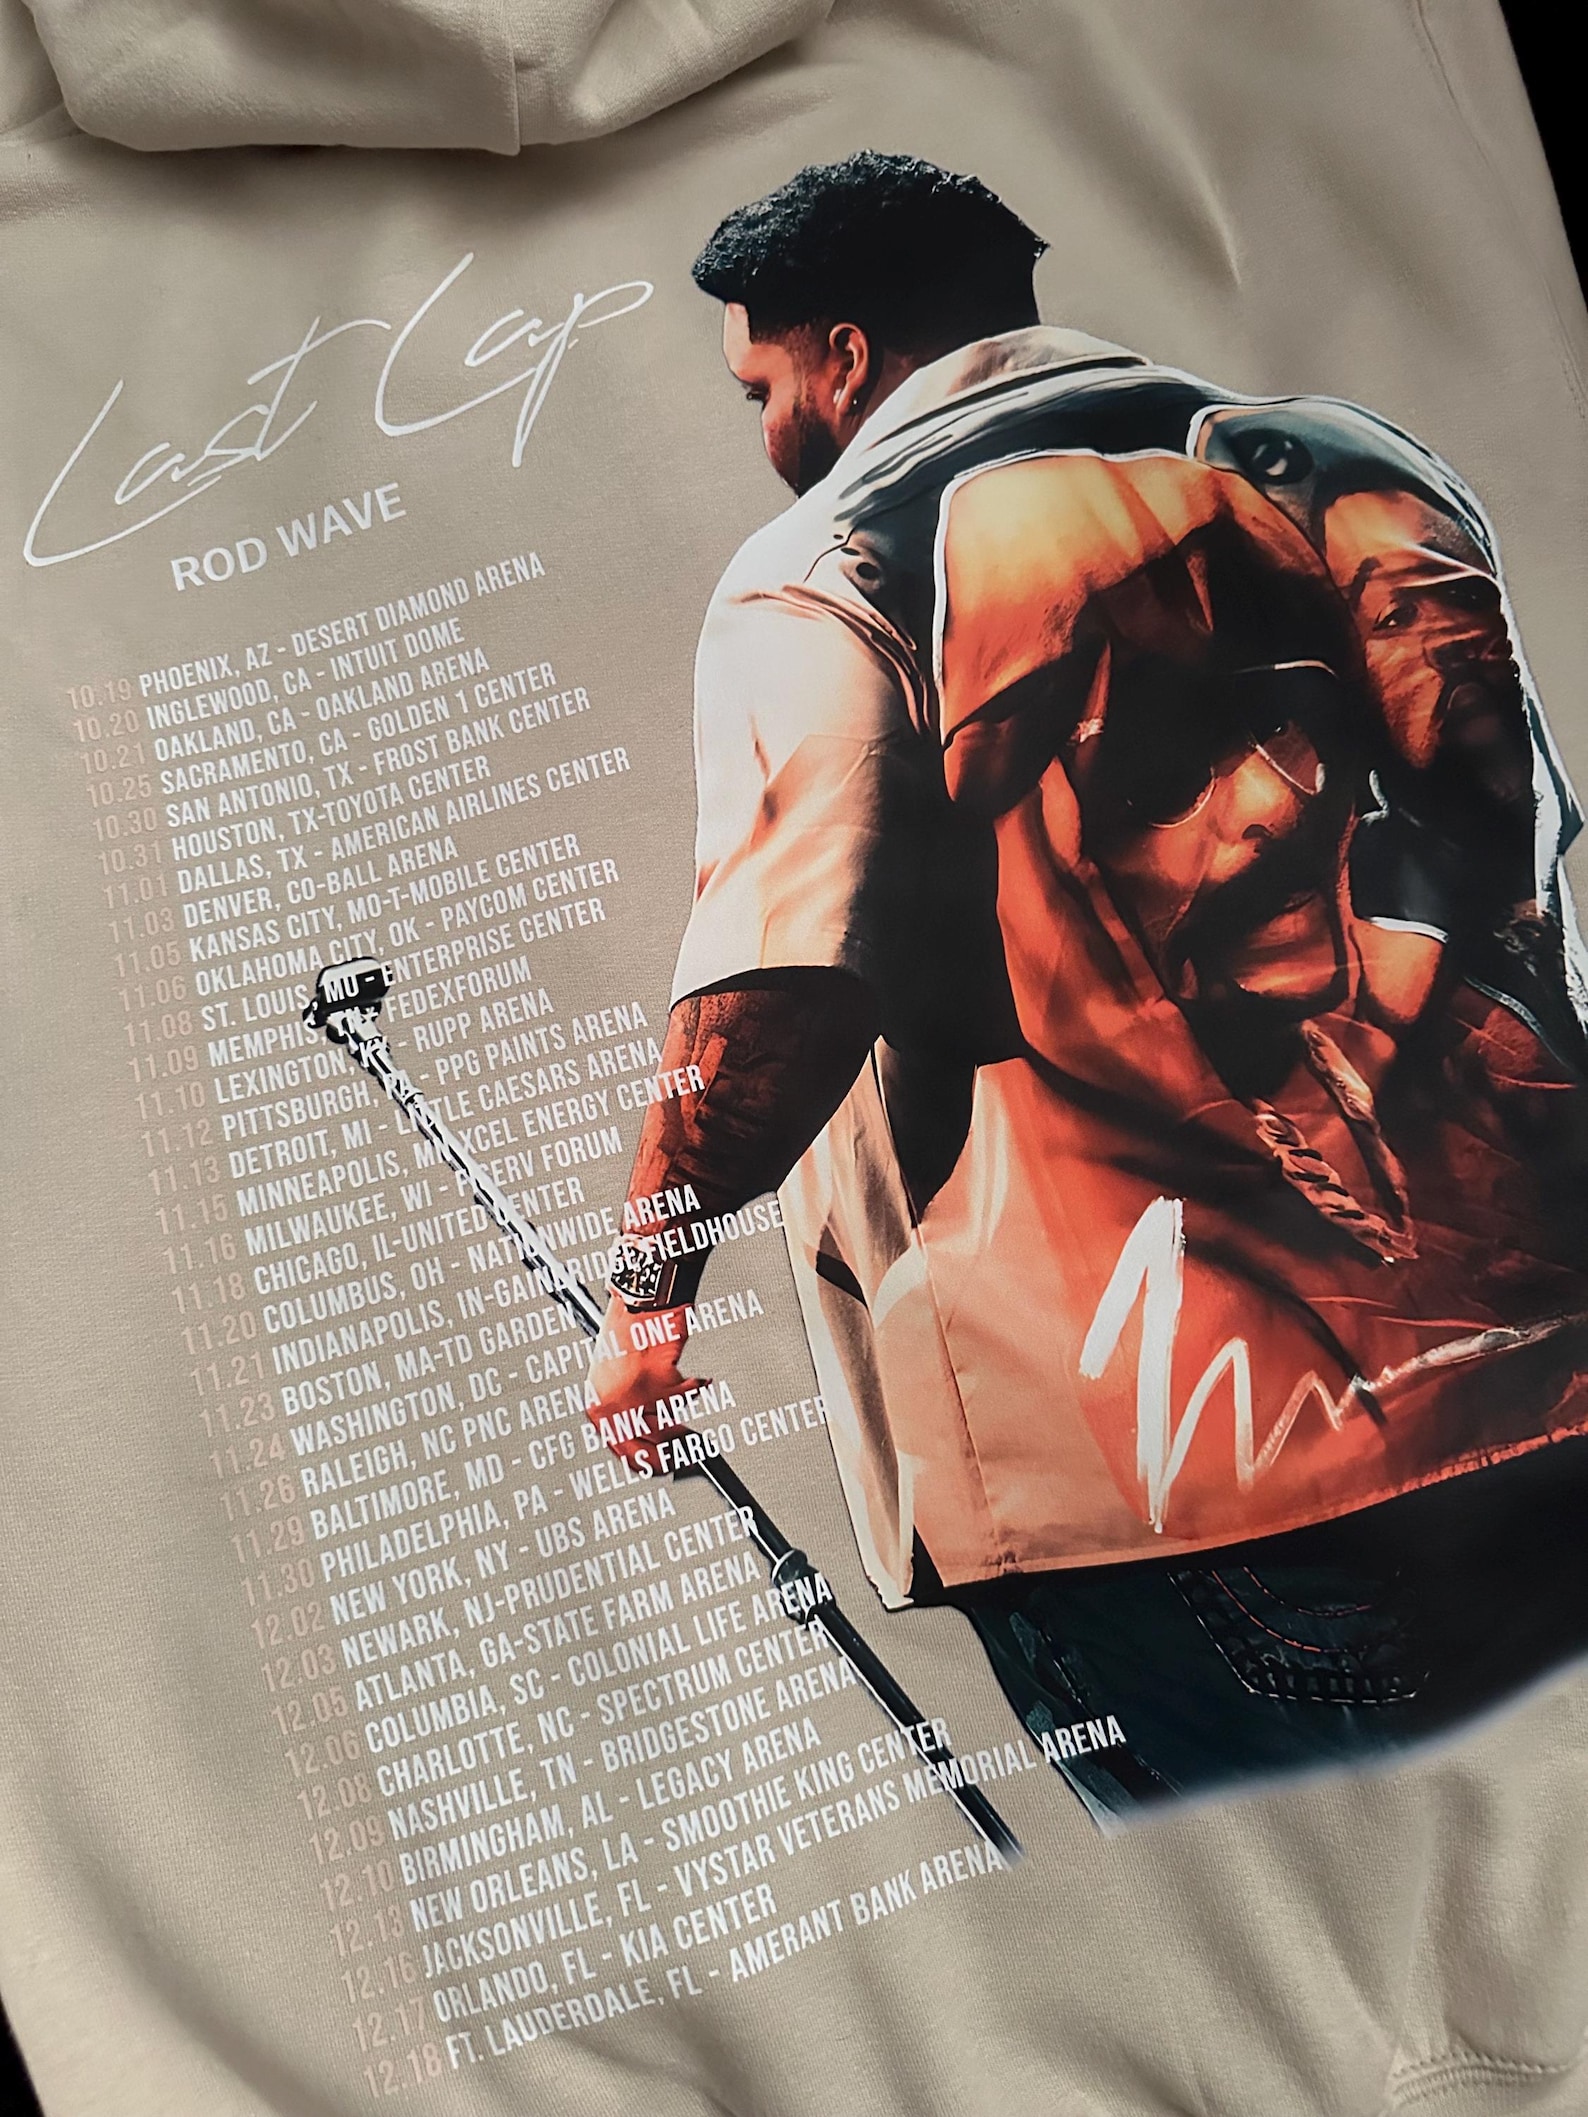 Last Lap
ROD WAVE
10.19 PHOENIX, AZ - DESERT DIAMOND ARENA
10.20 INGLEWOOD, CA - INTUIT DOME
10.21 OAKLAND, CA - OAKLAND ARENA
10.25 SACRAMENTO, CA - GOLDEN 1 CENTER
10.30 SAN ANTONIO, TX - FROST BANK CENTER
10.31 HOUSTON, TX-TOYOTA CENTER
11.01 DALLAS, TX - AMERICAN AIRLINES CENTER
11.03 DENVER, CO-BALL ARENA
11.05 KANSAS CITY, MO-T-MOBILE CENTER
11.06 OKLAHOMA CITY, OK - PAYCOM CENTER
11.08 ST. LOUIS, MO - ENTERPRISE CENTER
11.09 MEMPHIS, TN - FEDEXFORUM
11.10 LEXINGTON, KY - RUPP ARENA
11.12 PITTSBURGH, PA - PPG PAINTS ARENA
11.13 DETROIT, MI - LITTLE CAESARS ARENA
11.15 MINNEAPOLIS, MN XCEL ENERGY CENTER
11.16 MILWAUKEE, WI - FISERV FORUM
11.18 CHICAGO, IL-UNITED CENTER
11.20 COLUMBUS, OH - NATIONWIDE ARENA
11.21 INDIANAPOLIS, IN-GAINBRIDGE FIELDHOUSE
11.23 BOSTON, MA-TD GARDEN
11.24 WASHINGTON, DC - CAPITAL ONE ARENA
11.26 RALEIGH, NC PNC ARENA
11.29 BALTIMORE, MD - CFG BANK ARENA
11.30 PHILADELPHIA, PA - WELLS FARGO CENTER
12.02 NEW YORK, NY - UBS ARENA
12.03 NEWARK, NJ-PRUDENTIAL CENTER
12.05 ATLANTA, GA-STATE FARM ARENA
12.06 COLUMBIA, SC - COLONIAL LIFE ARENA
12.08 CHARLOTTE, NC - SPECTRUM CENTER
12.09 NASHVILLE, TN - BRIDGESTONE ARENA
12.10 BIRMINGHAM, AL - LEGACY ARENA
12.13 NEW ORLEANS, LA - SMOOTHIE KING CENTER
12.16 JACKSONVILLE, FL - VYSTAR VETERANS MEMORIAL ARENA
12.17 ORLANDO, FL - KIA CENTER
12.18 FT. LAUDERDALE, FL - AMERANT BANK ARENA